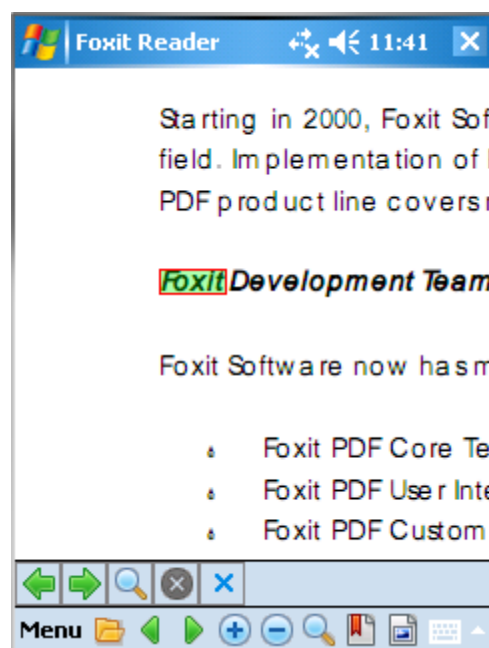 Foxit Reader 11:41
Starting in 2000, Foxit Sof
field. Implementation of
PDF product line covers
Foxit Development Team
Foxit Software now has m
Foxit PDF Core Te
Foxit PDF User Inte
Foxit PDF Custom
Menu